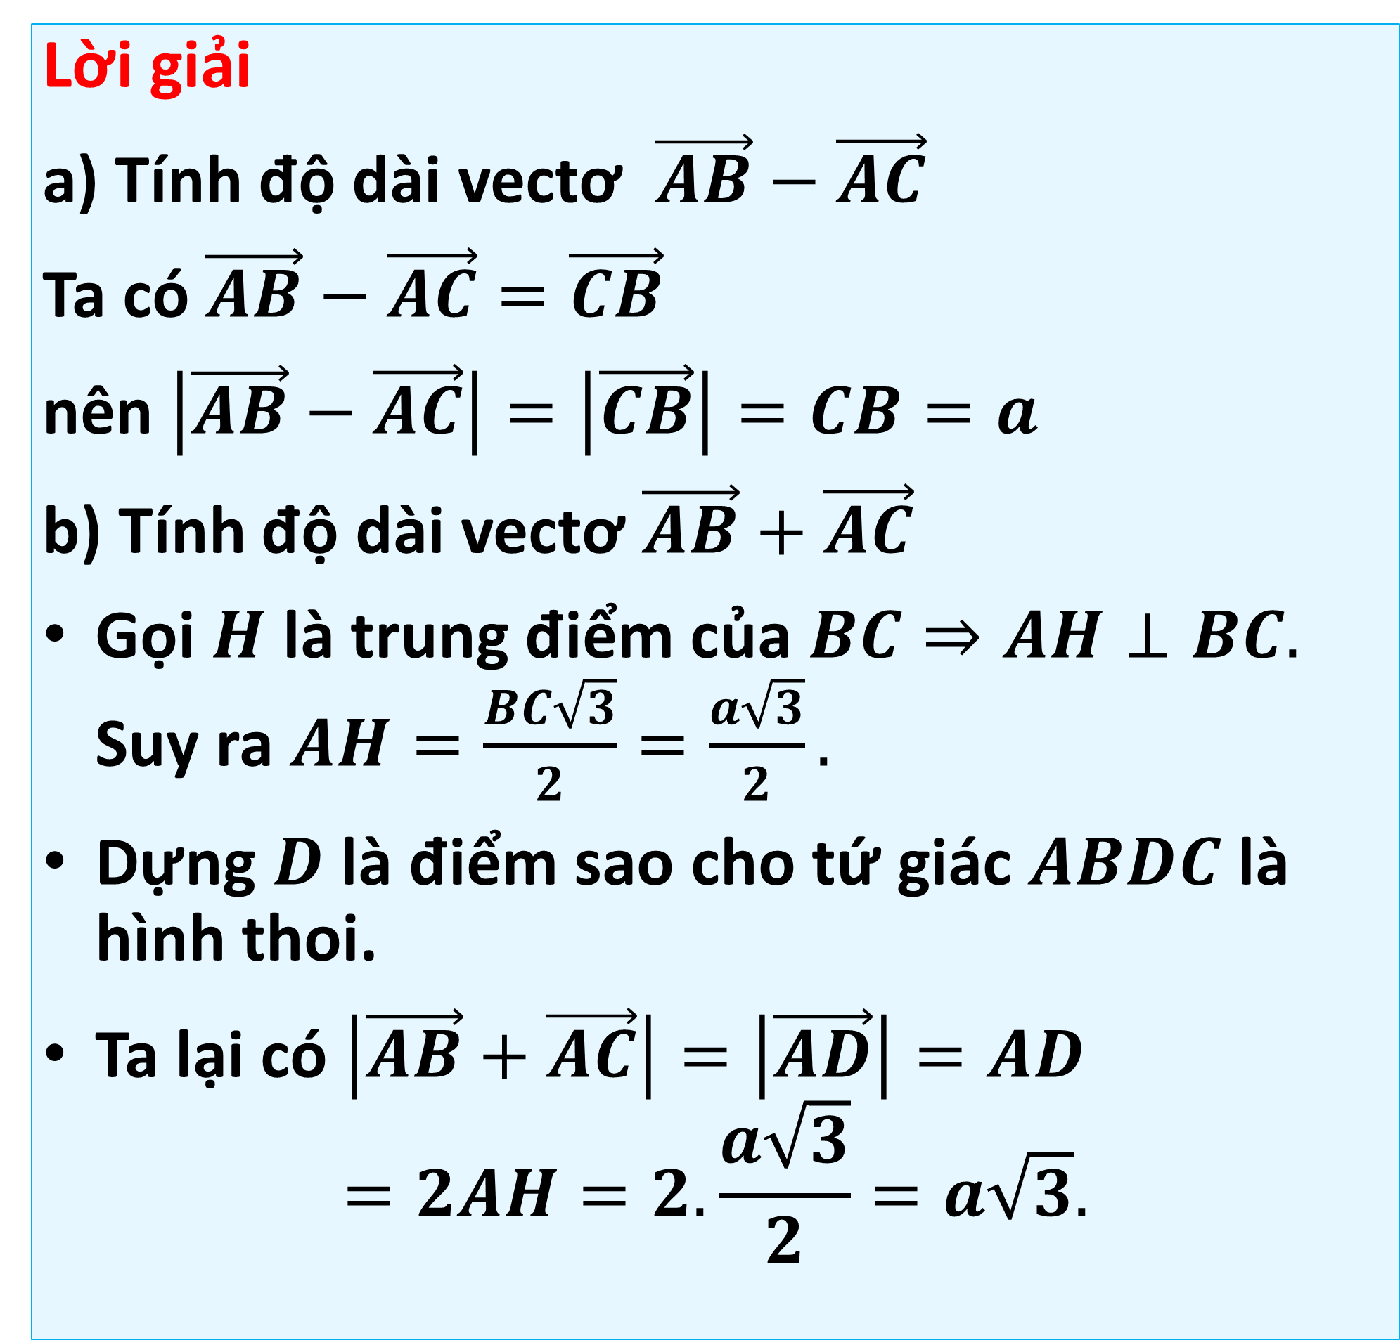 Lời giải
a) Tính độ dài vectơ $\overrightarrow{AB} - \overrightarrow{AC}$
Ta có $\overrightarrow{AB} - \overrightarrow{AC} = \overrightarrow{CB}$
nên $|\overrightarrow{AB} - \overrightarrow{AC}| = |\overrightarrow{CB}| = CB = a$
b) Tính độ dài vectơ $\overrightarrow{AB} + \overrightarrow{AC}$
• Gọi $H$ là trung điểm của $BC \Rightarrow AH \perp BC$.
Suy ra $AH = \frac{BC\sqrt{3}}{2} = \frac{a\sqrt{3}}{2}$.
• Dựng $D$ là điểm sao cho tứ giác $ABDC$ là
hình thoi.
• Ta lại có $|\overrightarrow{AB} + \overrightarrow{AC}| = |\overrightarrow{AD}| = AD$
$= 2AH = 2.\frac{a\sqrt{3}}{2} = a\sqrt{3}$.